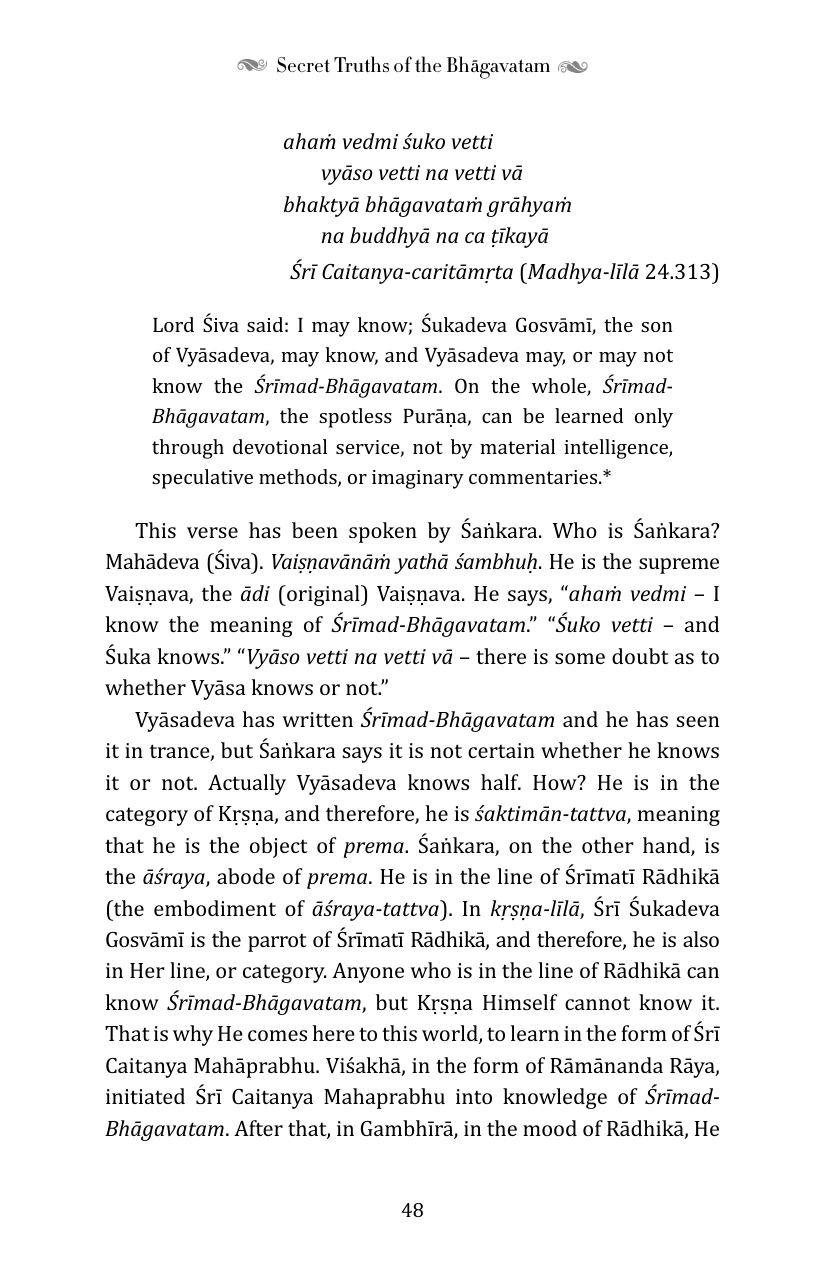 Secret Truths of the Bhāgavatam
ahaṁ vedmi śuko vetti
vyāso vetti na vetti vā
bhaktyā bhāgavataṁ grāhyaṁ
na buddhyā na ca ṭīkayā
Śrī Caitanya-caritāmṛta (Madhya-līlā 24.313)
Lord Śiva said: I may know; Śukadeva Gosvāmī, the son
of Vyāsadeva, may know, and Vyāsadeva may, or may not
know the Śrīmad-Bhāgavatam. On the whole, Śrīmad-
Bhāgavatam, the spotless Purāṇa, can be learned only
through devotional service, not by material intelligence,
speculative methods, or imaginary commentaries.*
This verse has been spoken by Śaṅkara. Who is Śaṅkara?
Mahādeva (Śiva). Vaiṣṇavānāṁ yathā śambhuḥ. He is the supreme
Vaiṣṇava, the ādi (original) Vaiṣṇava. He says, “ahaṁ vedmi – I
know the meaning of Śrīmad-Bhāgavatam.” “Śuko vetti – and
Śuka knows.” “Vyāso vetti na vetti vā – there is some doubt as to
whether Vyāsa knows or not.”
Vyāsadeva has written Śrīmad-Bhāgavatam and he has seen
it in trance, but Śaṅkara says it is not certain whether he knows
it or not. Actually Vyāsadeva knows half. How? He is in the
category of Kṛṣṇa, and therefore, he is śaktimān-tattva, meaning
that he is the object of prema. Śaṅkara, on the other hand, is
the āśraya, abode of prema. He is in the line of Śrīmatī Rādhikā
(the embodiment of āśraya-tattva). In kṛṣṇa-līlā, Śrī Śukadeva
Gosvāmī is the parrot of Śrīmatī Rādhikā, and therefore, he is also
in Her line, or category. Anyone who is in the line of Rādhikā can
know Śrīmad-Bhāgavatam, but Kṛṣṇa Himself cannot know it.
That is why He comes here to this world, to learn in the form of Śrī
Caitanya Mahāprabhu. Viśakhā, in the form of Rāmānanda Rāya,
initiated Śrī Caitanya Mahaprabhu into knowledge of Śrīmad-
Bhāgavatam. After that, in Gambhīrā, in the mood of Rādhikā, He
48